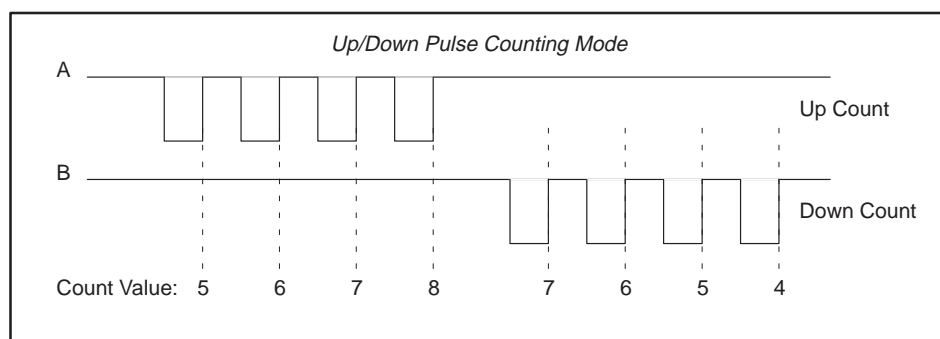 Up/Down Pulse Counting Mode
A
Up Count
B
Down Count
Count Value: 5 6 7 8 7 6 5 4